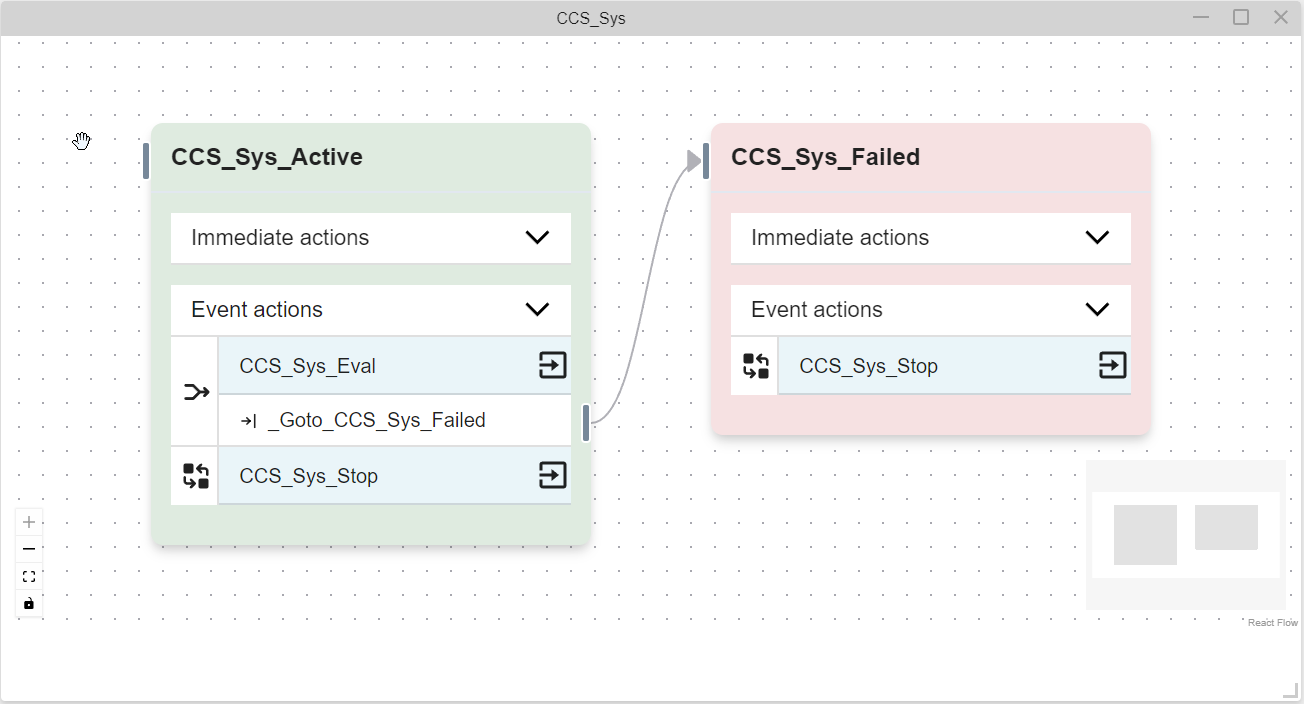 CCS_Sys
CCS_Sys_Active
Immediate actions
Event actions
CCS_Sys_Eval
_Goto_CCS_Sys_Failed
CCS_Sys_Stop
CCS_Sys_Failed
Immediate actions
Event actions
CCS_Sys_Stop
React Flow